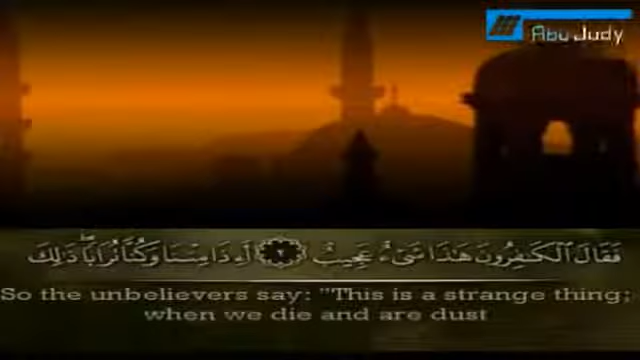 Abu Judy
فَقَالَ ٱلْكَـٰفِرُونَ هَـٰذَا شَىْءٌ عَجِيبٌ ٢ أَءِذَا مِتْنَا وَكُنَّا تُرَابًا ۖ ذَٰلِكَ
So the unbelievers say: "This is a strange thing;
when we die and are dust